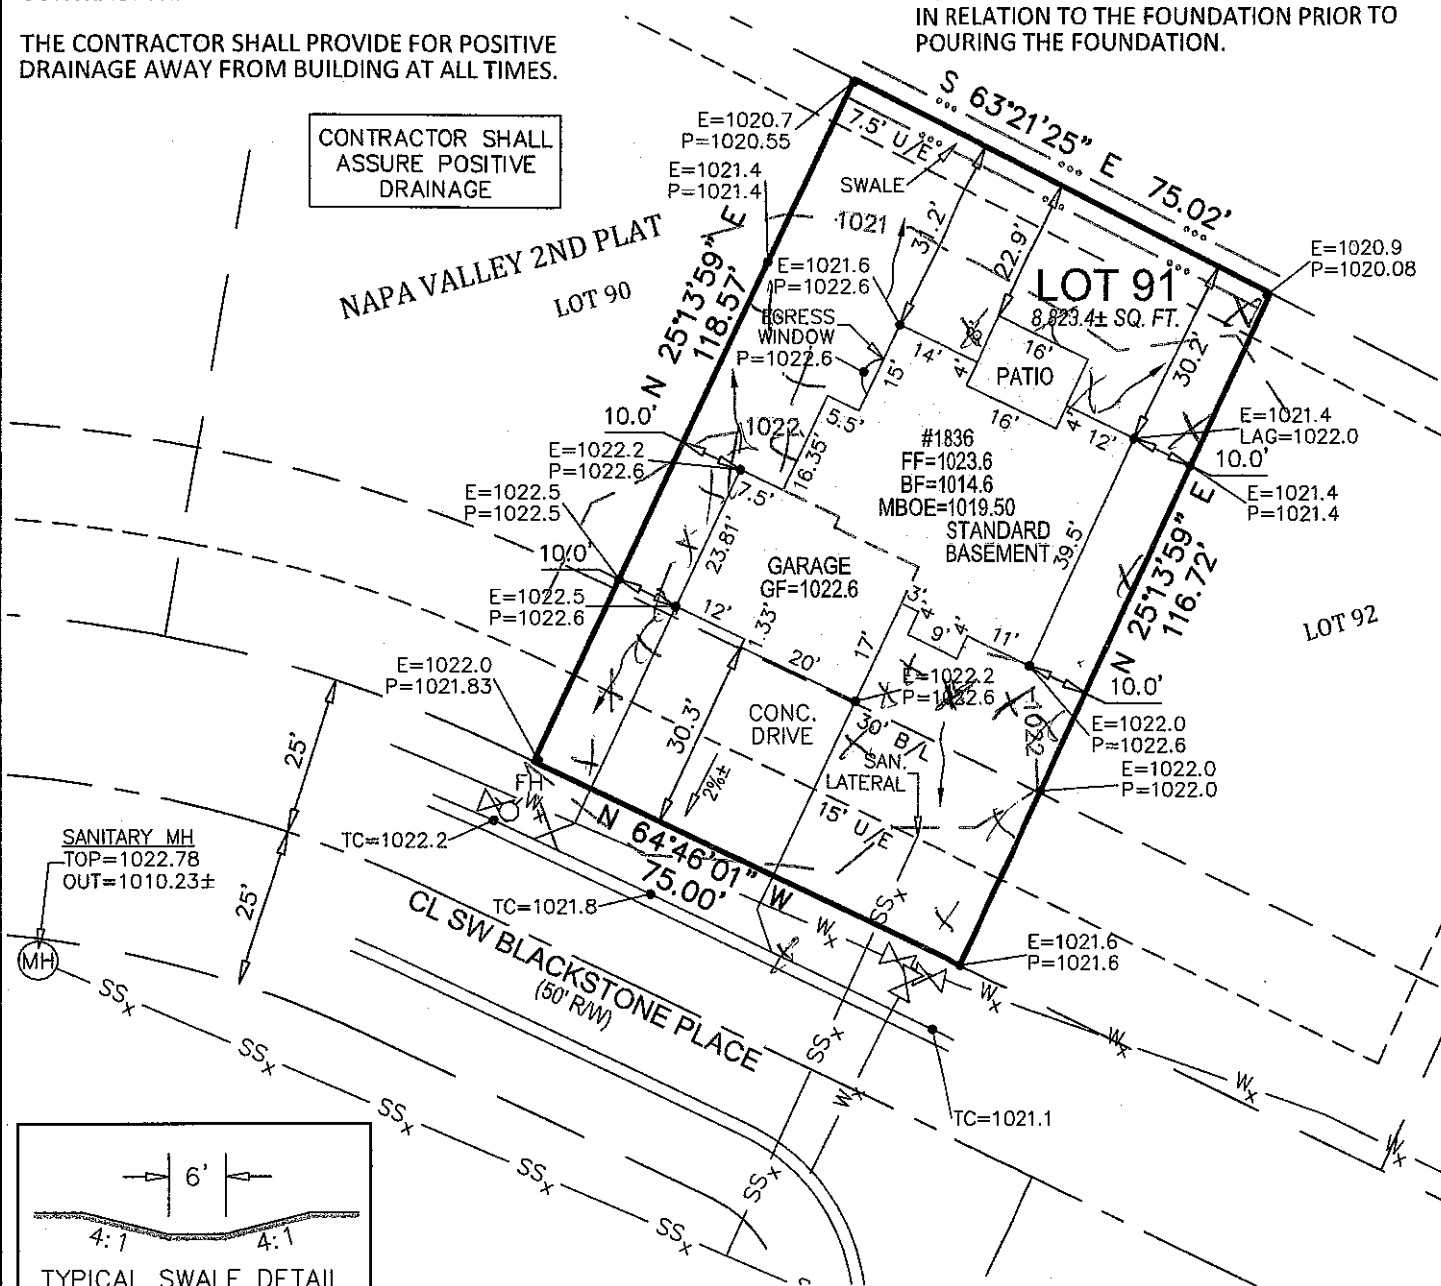 THE CONTRACTOR SHALL PROVIDE FOR POSITIVE
DRAINAGE AWAY FROM BUILDING AT ALL TIMES.
IN RELATION TO THE FOUNDATION PRIOR TO
POURING THE FOUNDATION.
CONTRACTOR SHALL
ASSURE POSITIVE
DRAINAGE
S 63°21'25" E 75.02'
E=1020.7
P=1020.55
E=1021.4
P=1021.4
7.5' U/E
SWALE
1021
31.2'
22.9'
NAPA VALLEY 2ND PLAT
LOT 90
N 25°13'59" E
118.57'
E=1020.9
P=1020.08
LOT 91
8,823.4± SQ. FT.
E=1021.6
P=1022.6
EGRESS
WINDOW
P=1022.6
14'
4'
15'
16'
PATIO
16'
4'
12'
30.2'
5.5'
16.35'
1022
10.0'
E=1021.4
LAG=1022.0
10.0'
E=1021.4
P=1021.4
#1836
FF=1023.6
BF=1014.6
MBOE=1019.50
STANDARD
BASEMENT
39.5'
E=1022.2
P=1022.6
E=1022.5
P=1022.5
7.5'
23.81'
10.0'
E=1022.5
P=1022.6
GARAGE
GF=1022.6
12'
1.33'
20'
17'
3'
4'
9'
4'
11'
N 25°13'59" E
116.72'
LOT 92
10.0'
E=1022.0
P=1021.83
E=1022.2
P=1022.6
1022
E=1022.0
P=1022.6
E=1022.0
P=1022.0
CONC.
DRIVE
30.3'
2%±
30' B/L
SAN.
LATERAL
15' U/E
25'
25'
FH
W
TC=1022.2
N 64°46'01" W
75.00'
SANITARY MH
TOP=1022.78
OUT=1010.23±
MH
TC=1021.8
CL SW BLACKSTONE PLACE
(50' R/W)
E=1021.6
P=1021.6
TC=1021.1
W
W
W
W
W
W
SS
SS
SS
SS
SS
SS
SS
SS
6'
4:1
4:1
TYPICAL SWALE DETAIL